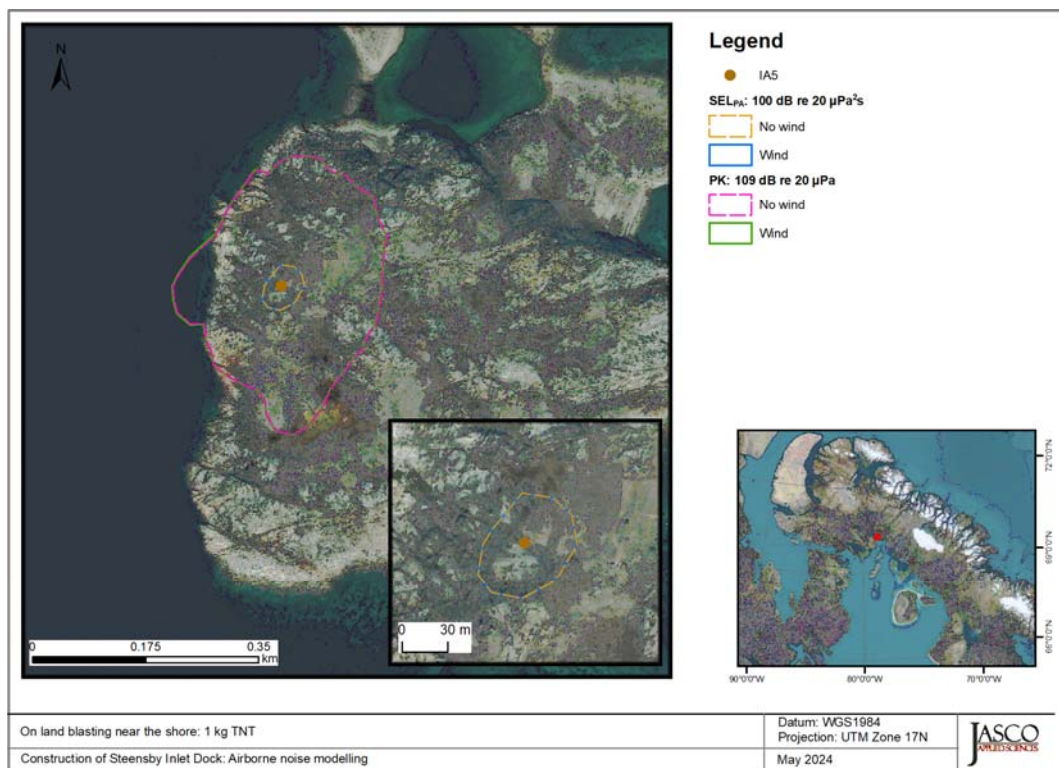 N
0 0.175 0.35
km
0 30 m
Legend
IA5
SELPA: 100 dB re 20 µPa²s
No wind
Wind
PK: 109 dB re 20 µPa
No wind
Wind
72°0'0"N
69°0'0"N
66°0'0"N
90°0'0"W 80°0'0"W 70°0'0"W
On land blasting near the shore: 1 kg TNT
Construction of Steensby Inlet Dock: Airborne noise modelling
Datum: WGS1984
Projection: UTM Zone 17N
May 2024
JASCO
APPLIED SCIENCES